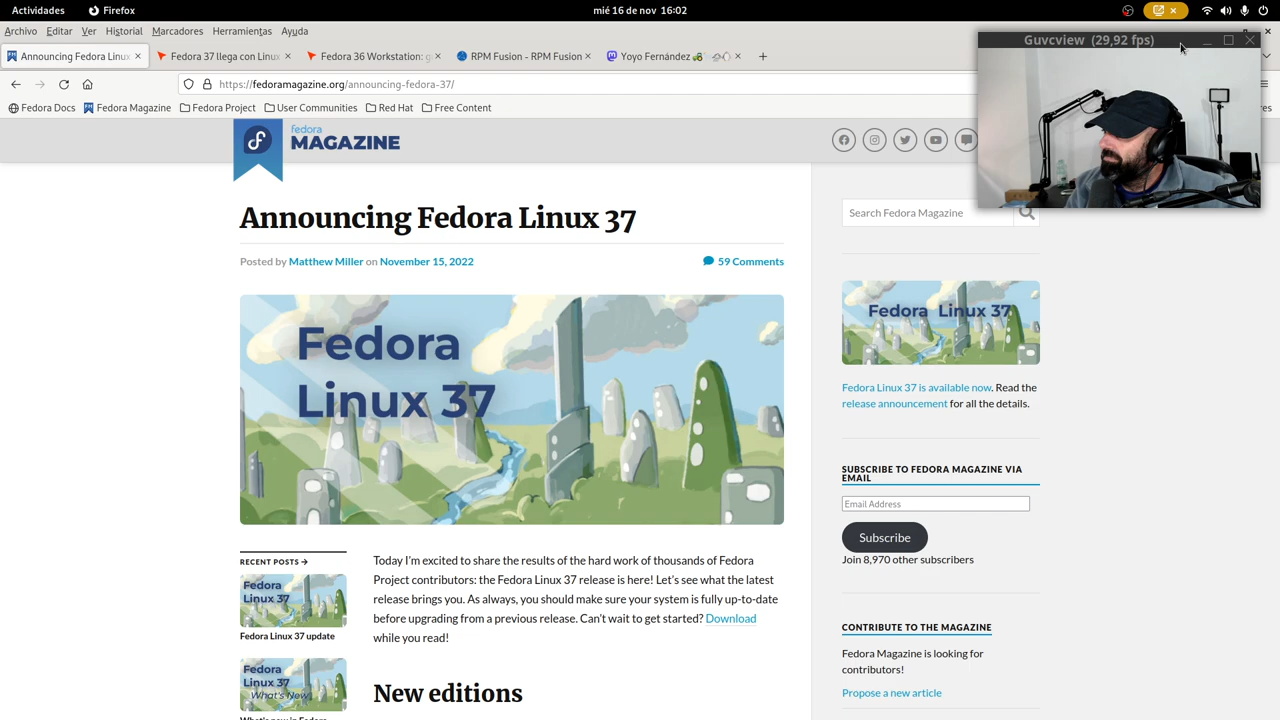 Actividades
Firefox
mié 16 de nov 16:02
Archivo Editar Ver Historial Marcadores Herramientas Ayuda
Guvcview (29,92 fps)
Announcing Fedora Linux
Fedora 37 llega con Linux
Fedora 36 Workstation: g
RPM Fusion - RPM Fusion
Yoyo Fernández
https://fedoramagazine.org/announcing-fedora-37/
Fedora Docs
Fedora Magazine
Fedora Project
User Communities
Red Hat
Free Content
res
fedora
MAGAZINE
Announcing Fedora Linux 37
Posted by Matthew Miller on November 15, 2022
59 Comments
Fedora
Linux 37
RECENT POSTS →
Fedora
Linux 37
Fedora Linux 37 update
Fedora
Linux 37
What's New
What's new in Fedora
Today I'm excited to share the results of the hard work of thousands of Fedora
Project contributors: the Fedora Linux 37 release is here! Let's see what the latest
release brings you. As always, you should make sure your system is fully up-to-date
before upgrading from a previous release. Can't wait to get started? Download
while you read!
New editions
Search Fedora Magazine
Fedora Linux 37
Fedora Linux 37 is available now. Read the
release announcement for all the details.
SUBSCRIBE TO FEDORA MAGAZINE VIA
EMAIL
Email Address
Subscribe
Join 8,970 other subscribers
CONTRIBUTE TO THE MAGAZINE
Fedora Magazine is looking for
contributors!
Propose a new article